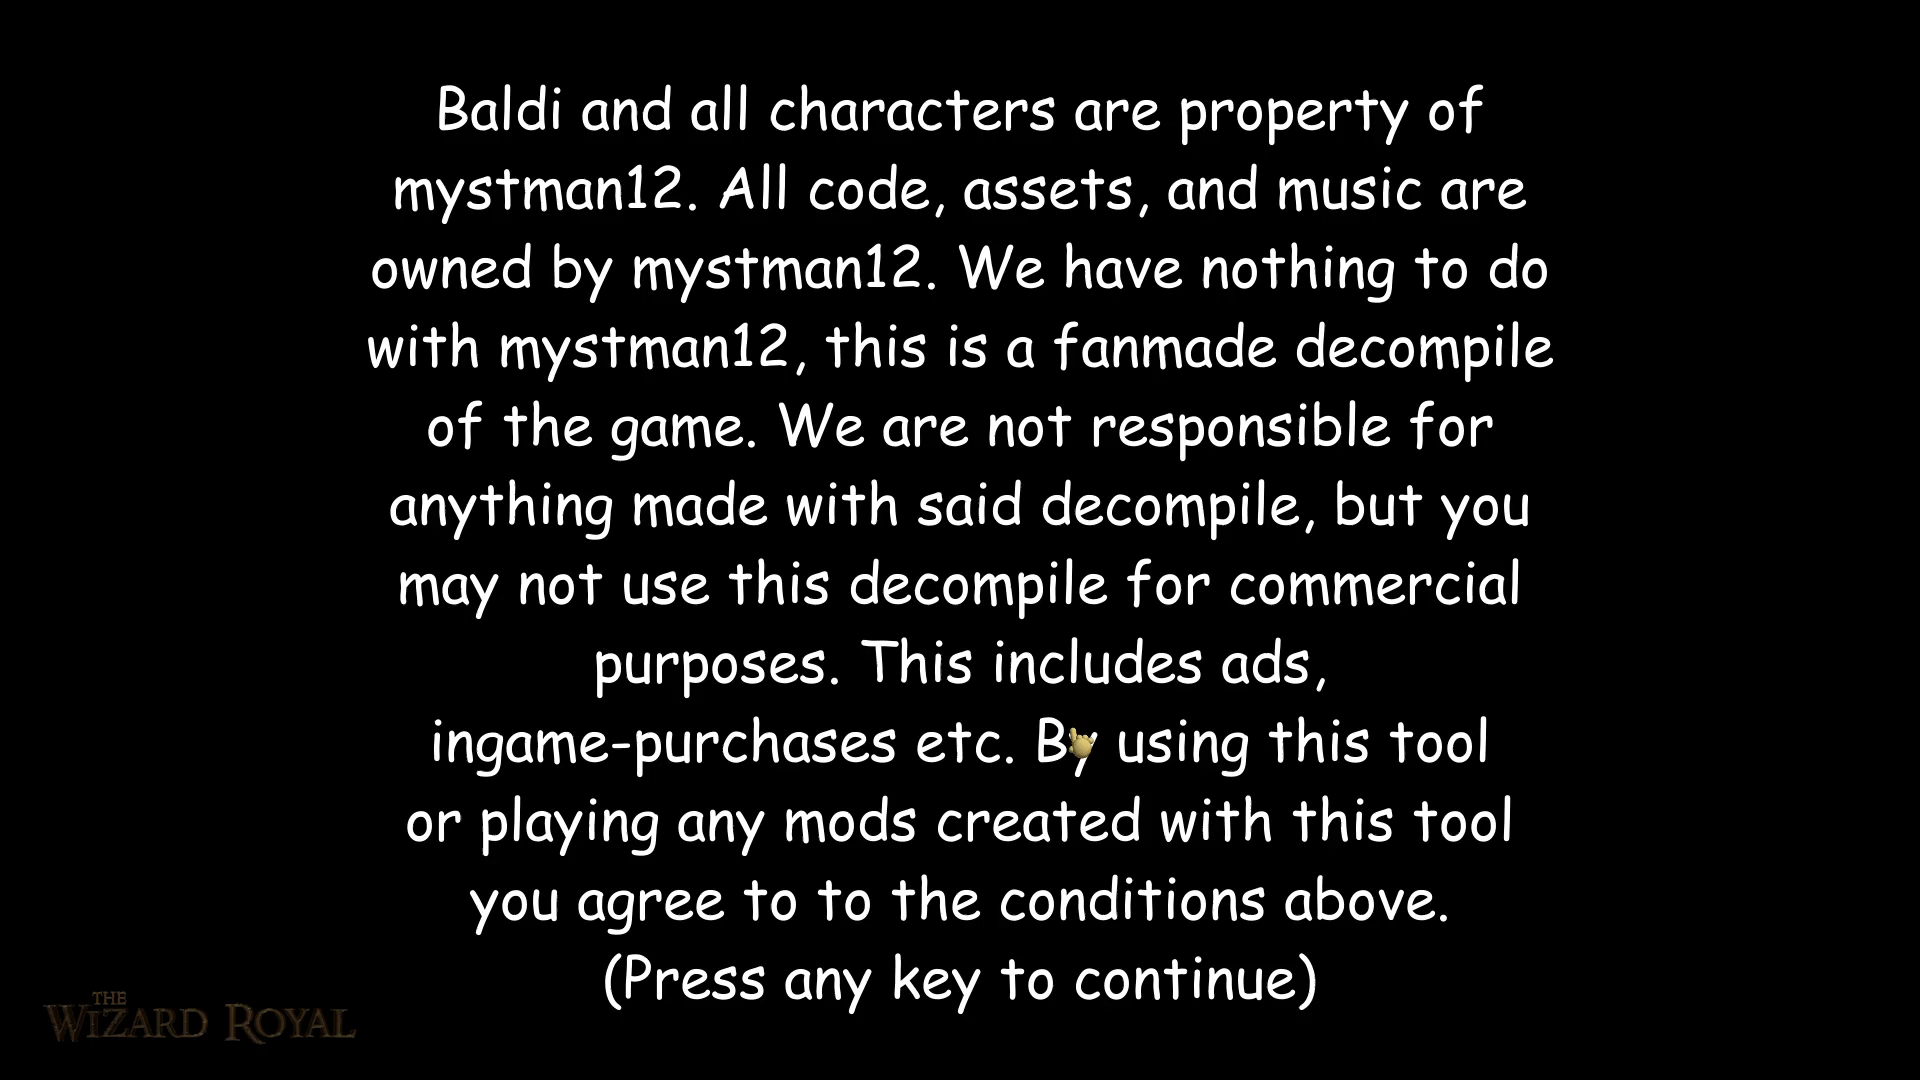 Baldi and all characters are property of
mystman12. All code, assets, and music are
owned by mystman12. We have nothing to do
with mystman12, this is a fanmade decompile
of the game. We are not responsible for
anything made with said decompile, but you
may not use this decompile for commercial
purposes. This includes ads,
ingame-purchases etc. By using this tool
or playing any mods created with this tool
you agree to to the conditions above.
(Press any key to continue)
THE
WIZARD ROYAL